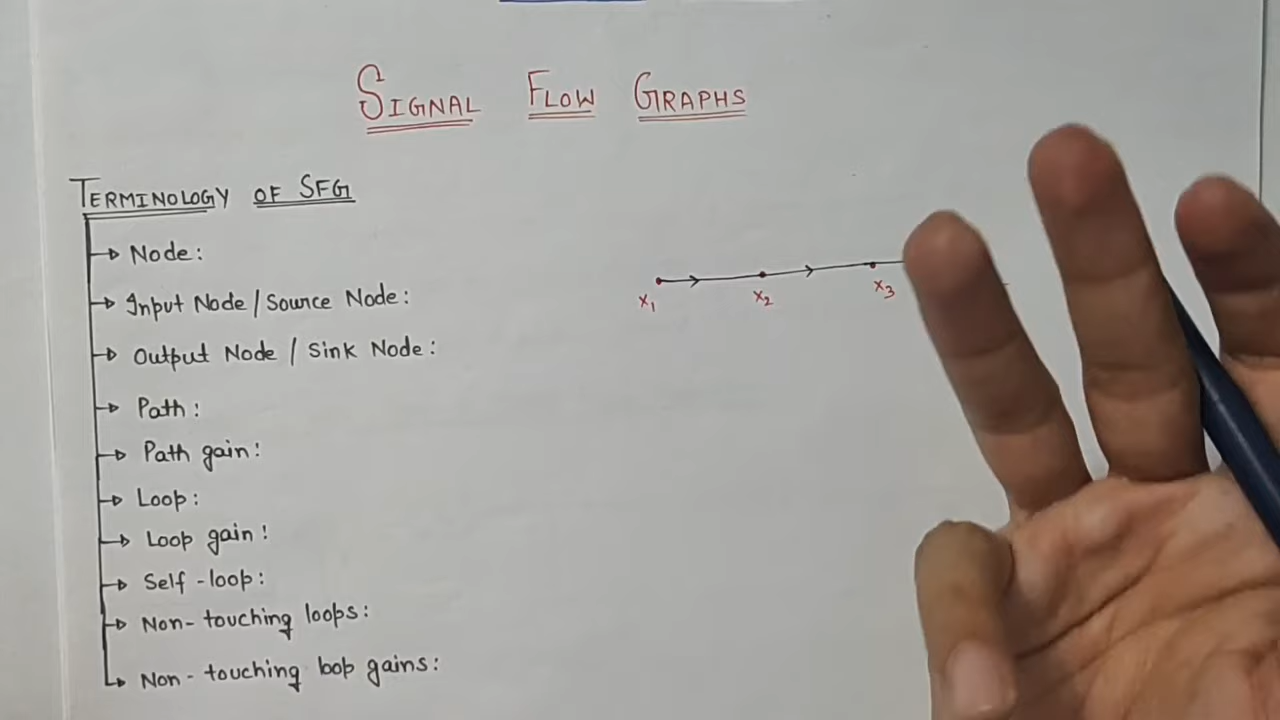 SIGNAL FLOW GRAPHS
TERMINOLOGY OF SFG
Node:
Input Node / Source Node:
Output Node / Sink Node:
Path:
Path gain:
Loop:
Loop gain:
Self-loop:
Non-touching loops:
Non-touching loop gains:
x₁ x₂ x₃